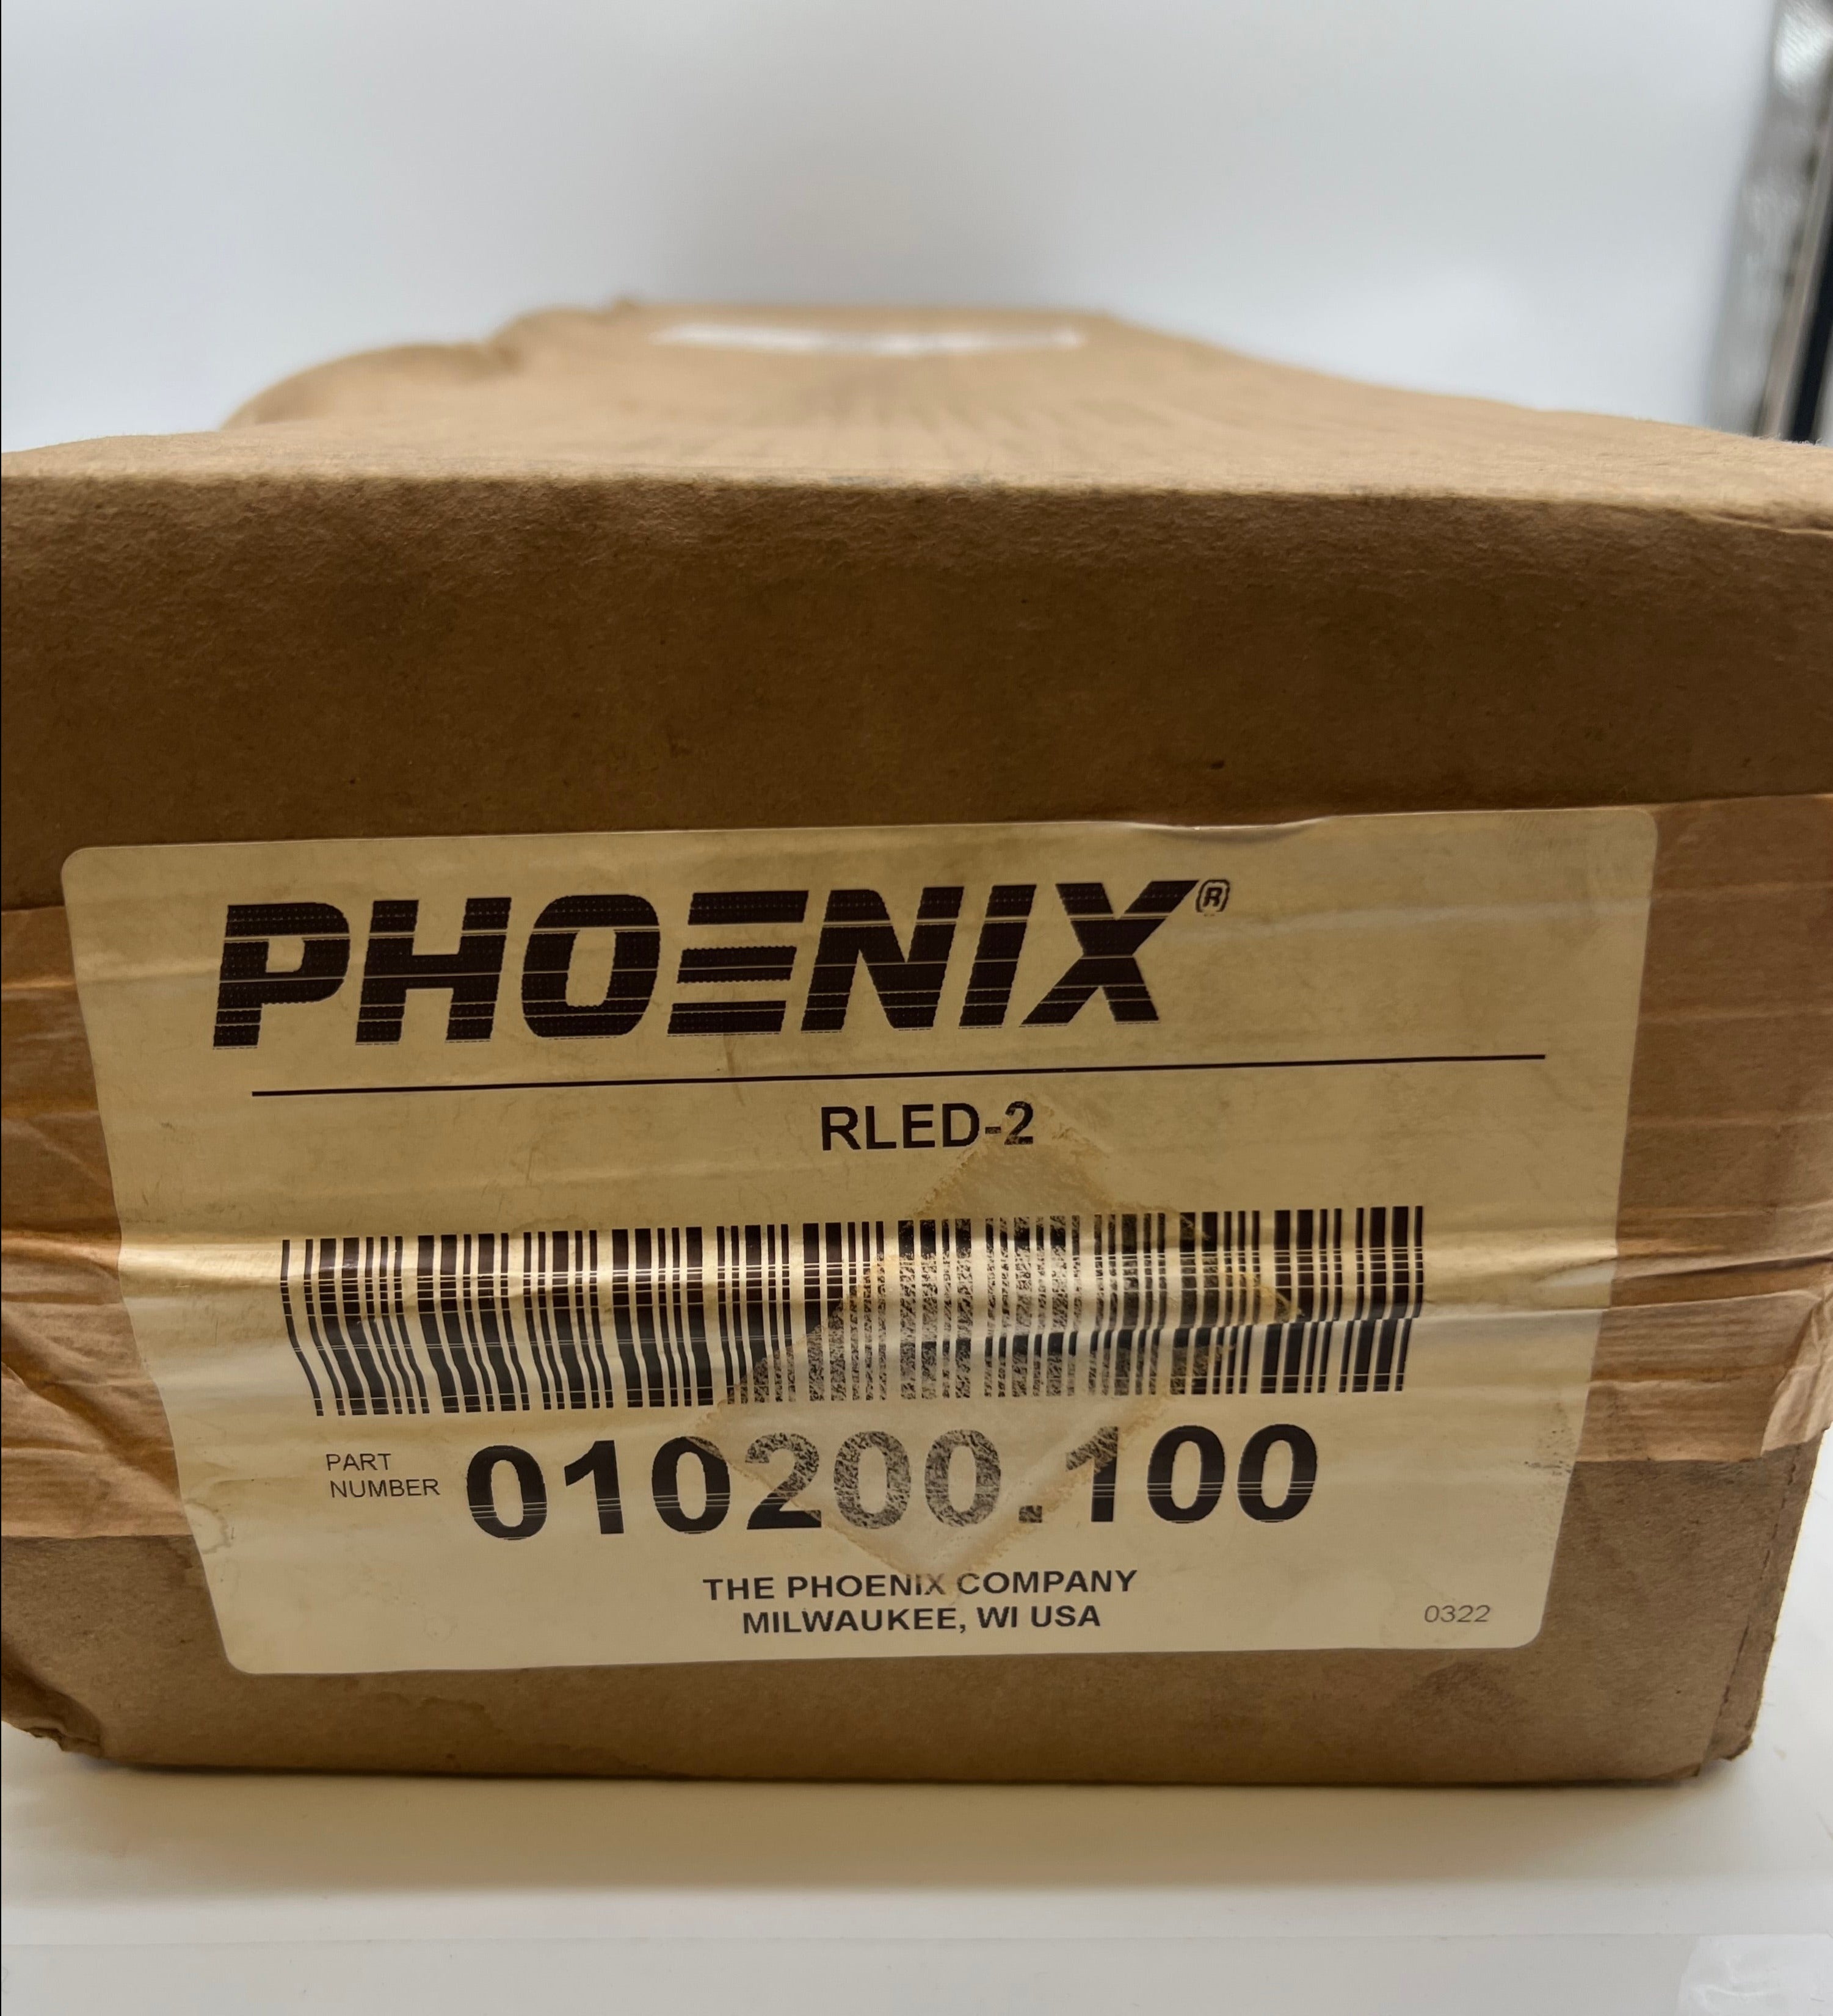 PHOENIX®
RLED-2
PART
NUMBER
010200.100
THE PHOENIX COMPANY
MILWAUKEE, WI USA
0322